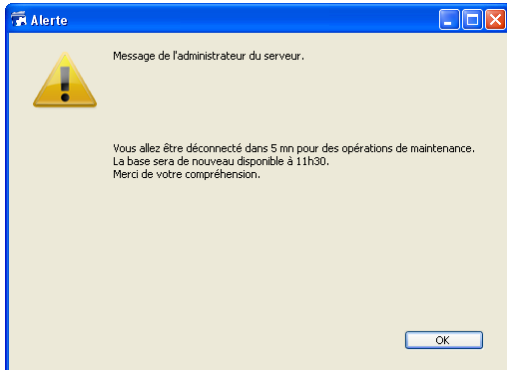 Alerte
Message de l'administrateur du serveur.
Vous allez être déconnecté dans 5 mn pour des opérations de maintenance.
La base sera de nouveau disponible à 11h30.
Merci de votre compréhension.
OK